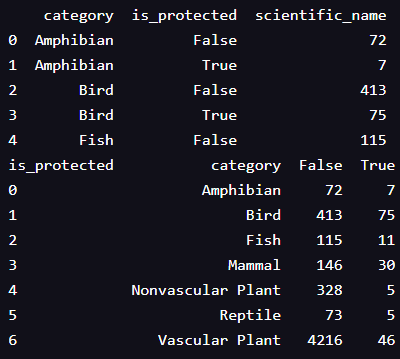 category is_protected scientific_name
0 Amphibian False 72
1 Amphibian True 7
2 Bird False 413
3 Bird True 75
4 Fish False 115
is_protected category False True
0 Amphibian 72 7
1 Bird 413 75
2 Fish 115 11
3 Mammal 146 30
4 Nonvascular Plant 328 5
5 Reptile 73 5
6 Vascular Plant 4216 46